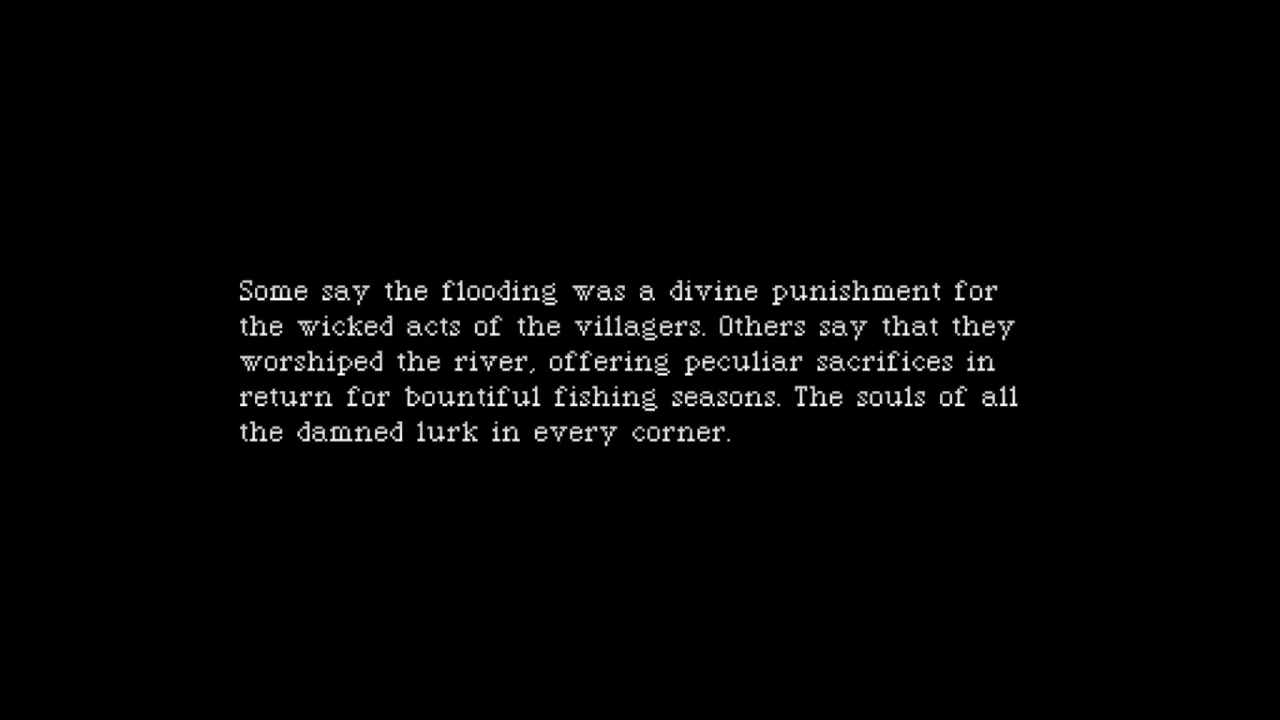 Some say the flooding was a divine punishment for
the wicked acts of the villagers. Others say that they
worshiped the river, offering peculiar sacrifices in
return for bountiful fishing seasons. The souls of all
the damned lurk in every corner.